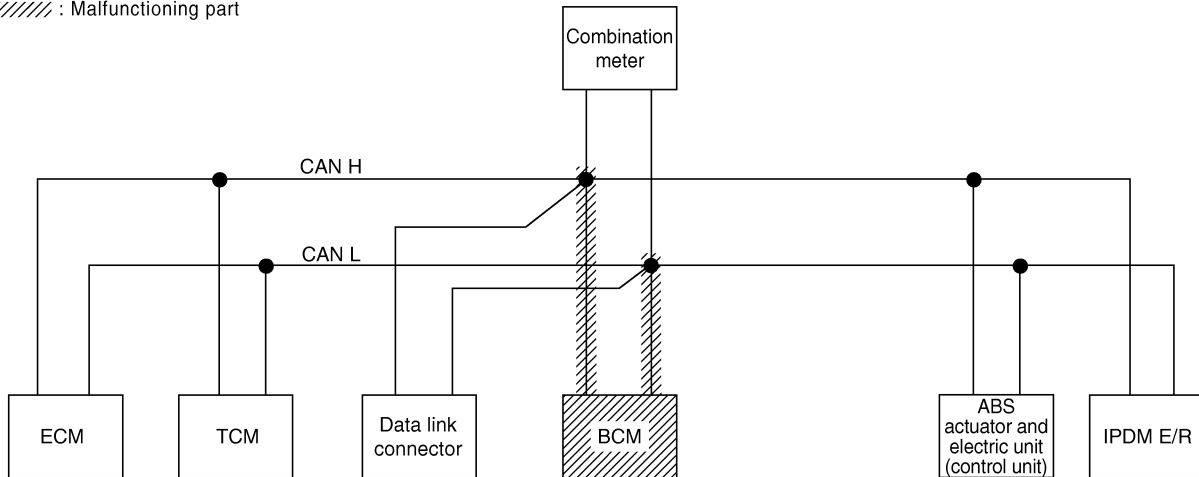 : Malfunctioning part
Combination
meter
CAN H
CAN L
ECM
TCM
Data link
connector
BCM
ABS
actuator and
electric unit
(control unit)
IPDM E/R